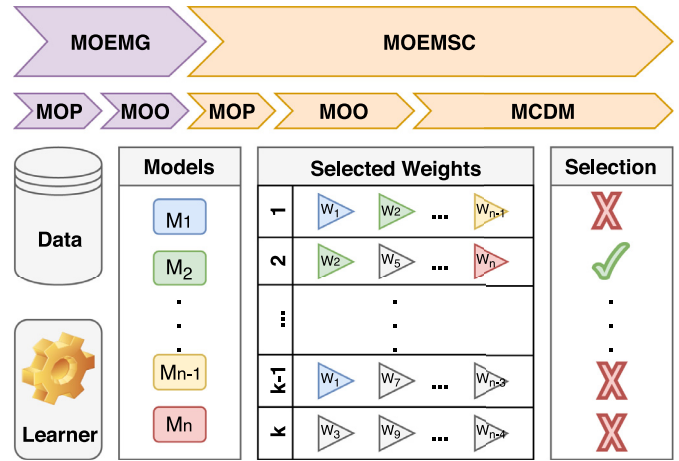 MOEMG MOEMSC
MOP MOO MOP MOO MCDM
Models Selected Weights Selection
Data
Learner
M1
M2
Mn-1
Mn
1 W1 W2 ... Wn-1 X
2 W2 W5 ... Wn
...
k-1 W1 W7 ... Wn-3 X
k W3 W9 ... Wn-4 X